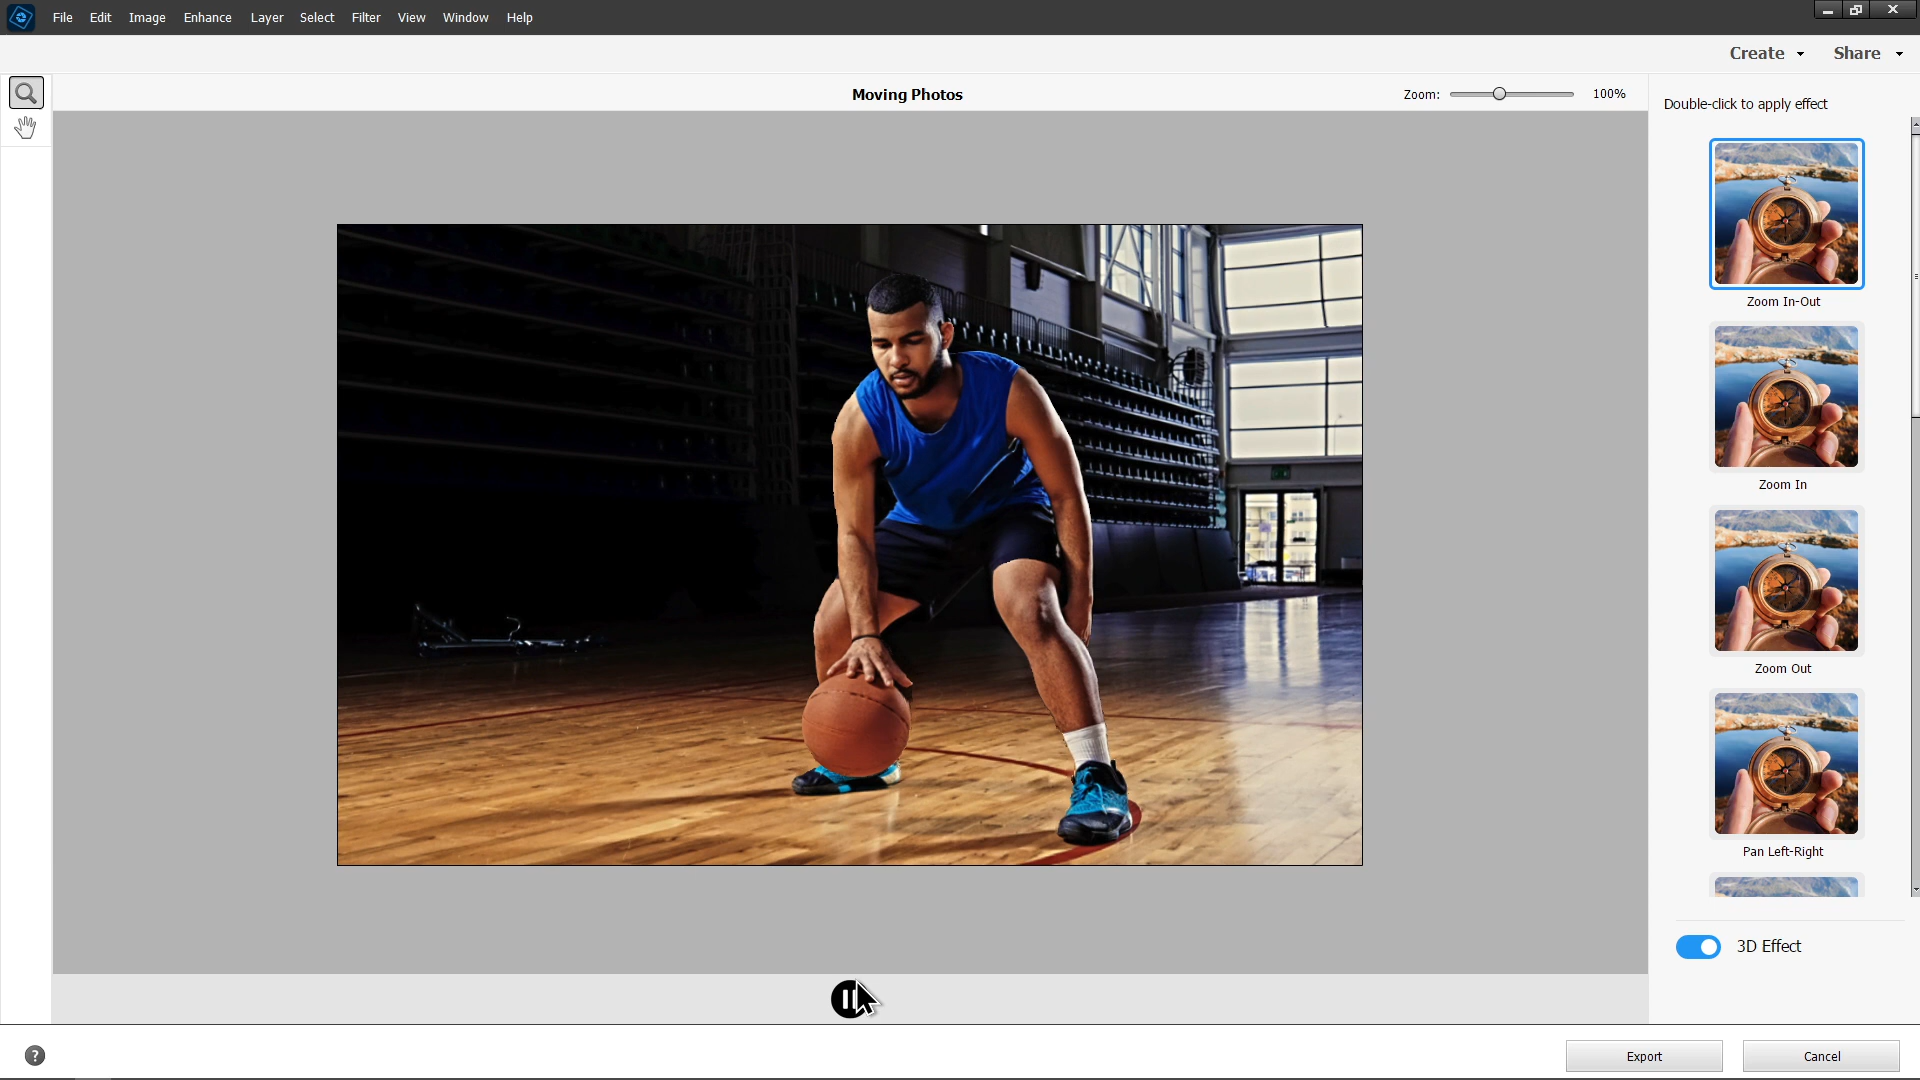 File Edit Image Enhance Layer Select Filter View Window Help
Create Share
Moving Photos Zoom: 100%
Double-click to apply effect
Zoom In-Out
Zoom In
Zoom Out
Pan Left-Right
3D Effect
? Export Cancel